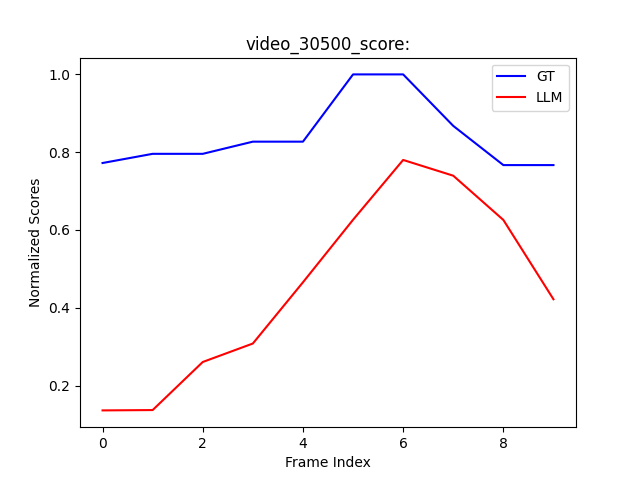 video_30500_score:
GT
LLM
1.0
0.8
0.6
0.4
0.2
Normalized Scores
0 2 4 6 8
Frame Index